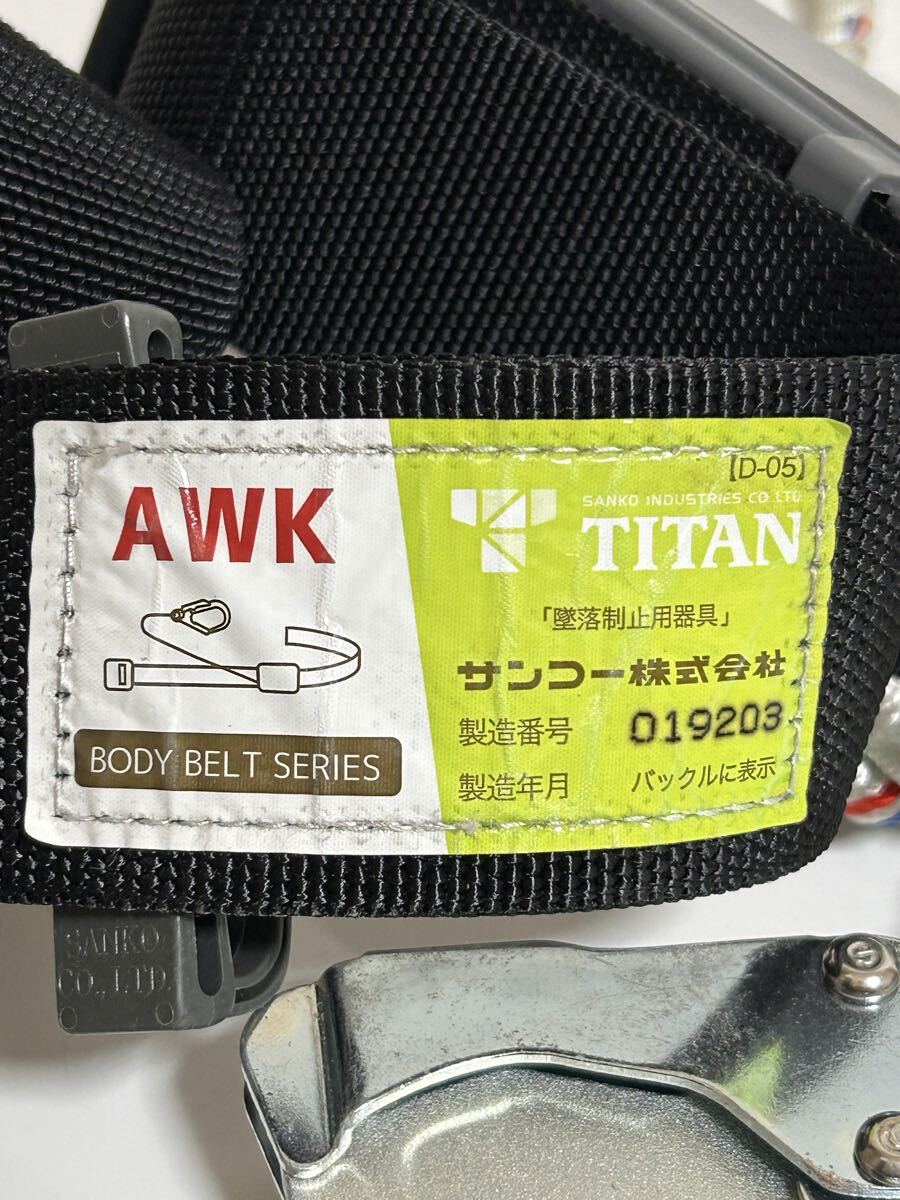 AWK
BODY BELT SERIES
【D-05】
SANKO INDUSTRIES CO.LTD
TITAN
「墜落制止用器具」
サンコー株式会社
製造番号 019203
製造年月 バックルに表示
SANKO
CO., LTD.